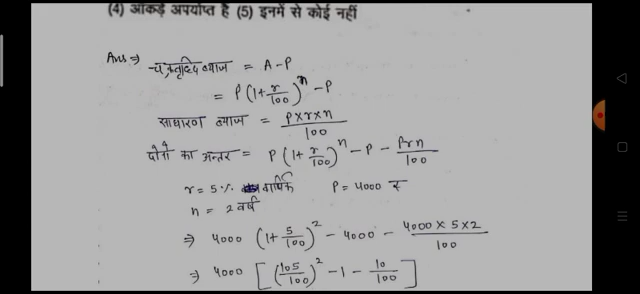 (4) आंकड़े अपर्याप्त है (5) इनमें से कोई नहीं
Ans ⇒ चक्रवृद्धि ब्याज = A - P
= P(1 + r/100)^n - P
साधारण ब्याज = P×r×n/100
दोनों का अन्तर = P(1 + r/100)^n - P - Prn/100
r = 5% वार्षिक P = 4000 रु
n = 2 वर्ष
⇒ 4000 (1 + 5/100)^2 - 4000 - 4000 × 5 × 2/100
⇒ 4000 [(105/100)^2 - 1 - 10/100]